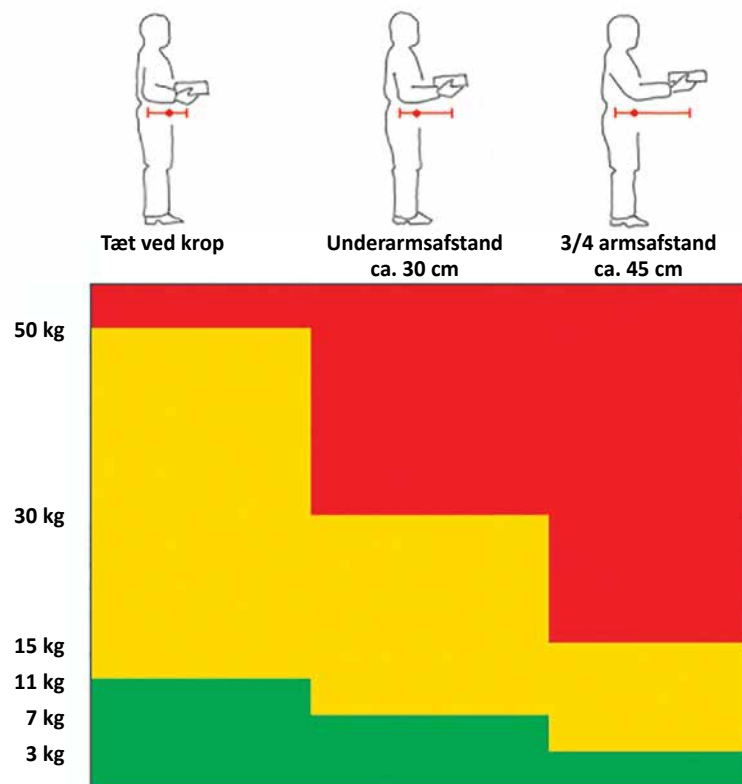 Tæt ved krop
Underarmsafstand
ca. 30 cm
3/4 armsafstand
ca. 45 cm
50 kg
30 kg
15 kg
11 kg
7 kg
3 kg